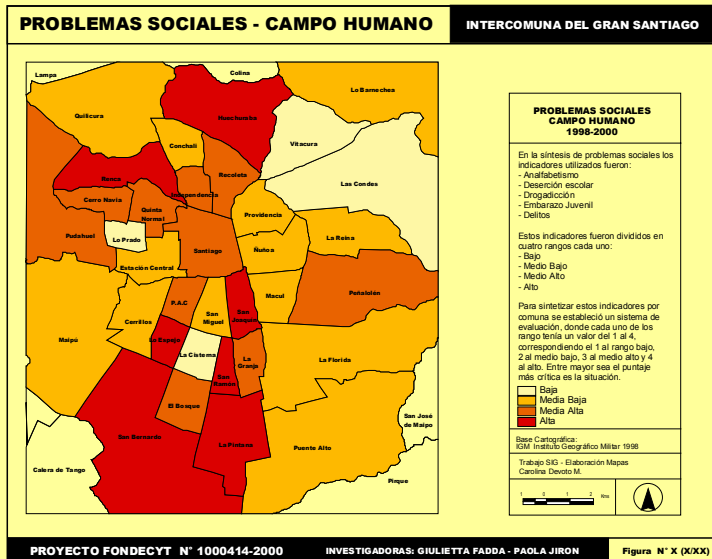 PROBLEMAS SOCIALES - CAMPO HUMANO
INTERCOMUNA DEL GRAN SANTIAGO
Lampa
Colina
Lo Barnechea
Quilicura
Huechuraba
Conchalí
Vitacura
Renca
Recoleta
Las Condes
Cerro Navia
Independencia
Quinta
Normal
Providencia
Pudahuel
Lo Prado
Santiago
Ñuñoa
La Reina
Estación Central
P.A.C
San
Miguel
San
Joaquín
Macul
Peñalolén
Maipú
Cerrillos
Lo Espejo
La Cisterna
San
Ramón
La
Granja
La Florida
El Bosque
San Bernardo
La Pintana
Puente Alto
San José
de Maipo
Calera de Tango
Pirque
PROBLEMAS SOCIALES
CAMPO HUMANO
1998-2000
En la síntesis de problemas sociales los
indicadores utilizados fueron:
- Analfabetismo
- Deserción escolar
- Drogadicción
- Embarazo Juvenil
- Delitos
Estos indicadores fueron divididos en
cuatro rangos cada uno:
- Bajo
- Medio Bajo
- Medio Alto
- Alto
Para sintetizar estos indicadores por
comuna se estableció un sistema de
evaluación, donde cada uno de los
rango tenía un valor del 1 al 4,
correspondiendo el 1 al rango bajo,
2 al medio bajo, 3 al medio alto y 4
al alto. Entre mayor sea el puntaje
más crítica es la situación.
Baja
Media Baja
Media Alta
Alta
Base Cartográfica:
IGM Instituto Geográfico Militar 1998
Trabajo SIG - Elaboración Mapas
Carolina Devoto M.
1 0 1 2 Kms
PROYECTO FONDECYT N° 1000414-2000
INVESTIGADORAS: GIULIETTA FADDA - PAOLA JIRON
Figura N° X (X/XX)